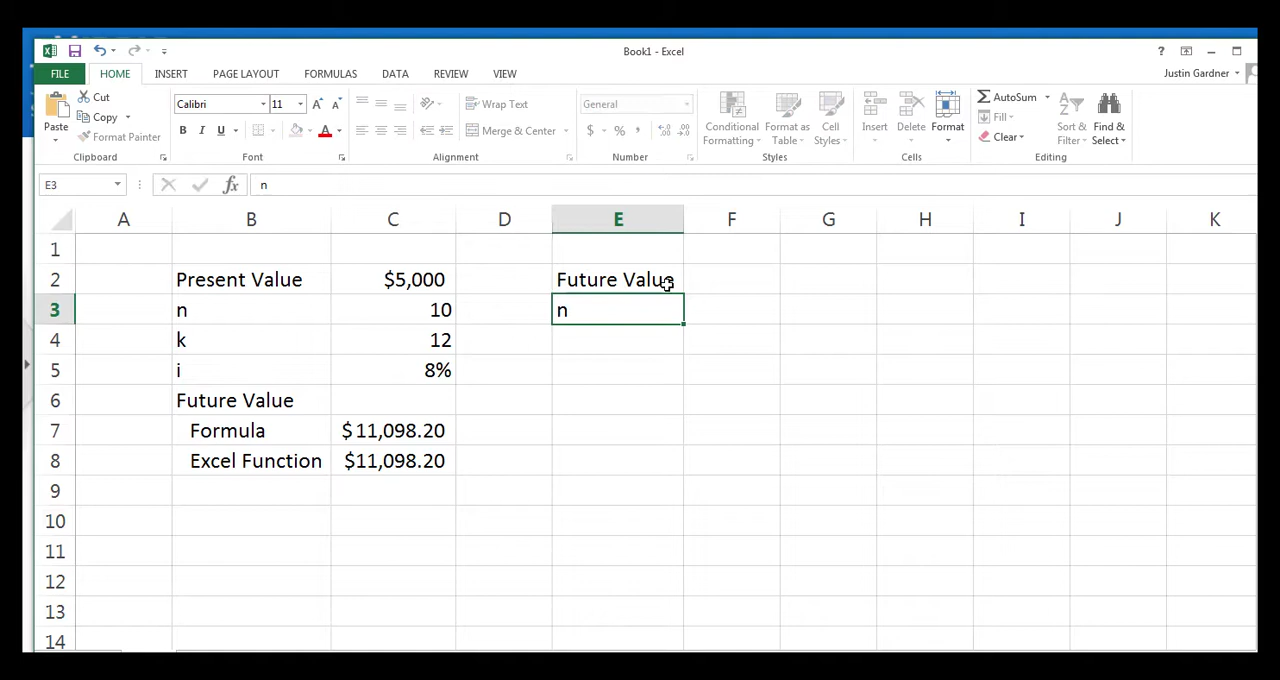 Book1 - Excel
?
FILE HOME INSERT PAGE LAYOUT FORMULAS DATA REVIEW VIEW
Justin Gardner
Paste
Cut
Copy
Format Painter
Clipboard
Calibri 11
B I U
Font
Wrap Text
Merge & Center
Alignment
General
$ % ,
Number
Conditional Formatting
Format as Table
Cell Styles
Styles
Insert Delete Format
Cells
AutoSum
Fill
Clear
Sort & Filter
Find & Select
Editing
E3 fx n
A B C D E F G H I J K
1
2 Present Value $5,000 Future Value
3 n 10 n
4 k 12
5 i 8%
6 Future Value
7 Formula $11,098.20
8 Excel Function $11,098.20
9
10
11
12
13
14